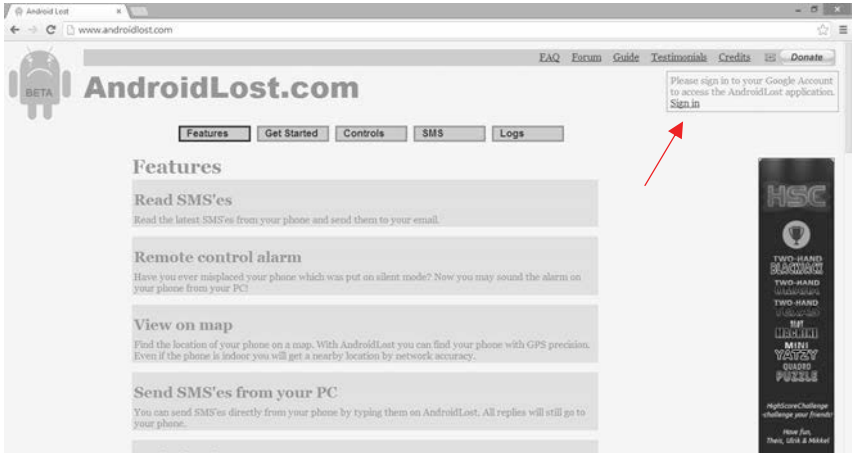 Android Lost
www.androidlost.com
FAQ Forum Guide Testimonials Credits Donate
BETA
AndroidLost.com
Please sign in to your Google Account
to access the AndroidLost application.
Sign in
Features Get Started Controls SMS Logs
Features
Read SMS'es
Read the latest SMS'es from your phone and send them to your email.
Remote control alarm
Have you ever misplaced your phone which was put on silent mode? Now you may sound the alarm on
your phone from your PC!
View on map
Find the location of your phone on a map. With AndroidLost you can find your phone with GPS precision.
Even if the phone is indoor you will get a nearby location by network accuracy.
Send SMS'es from your PC
You can send SMS'es directly from your phone by typing them on AndroidLost. All replies will still go to
your phone.
HSC
TWO-HAND
BLACKJACK
TWO-HAND
TWO-HAND
SLOT
MACHINE
MINI
YATZY
QUADRO
PUZZLE
HighScoreChallenge
-challenge your friends!
Have fun,
Theis, Ulrik & Mikkel